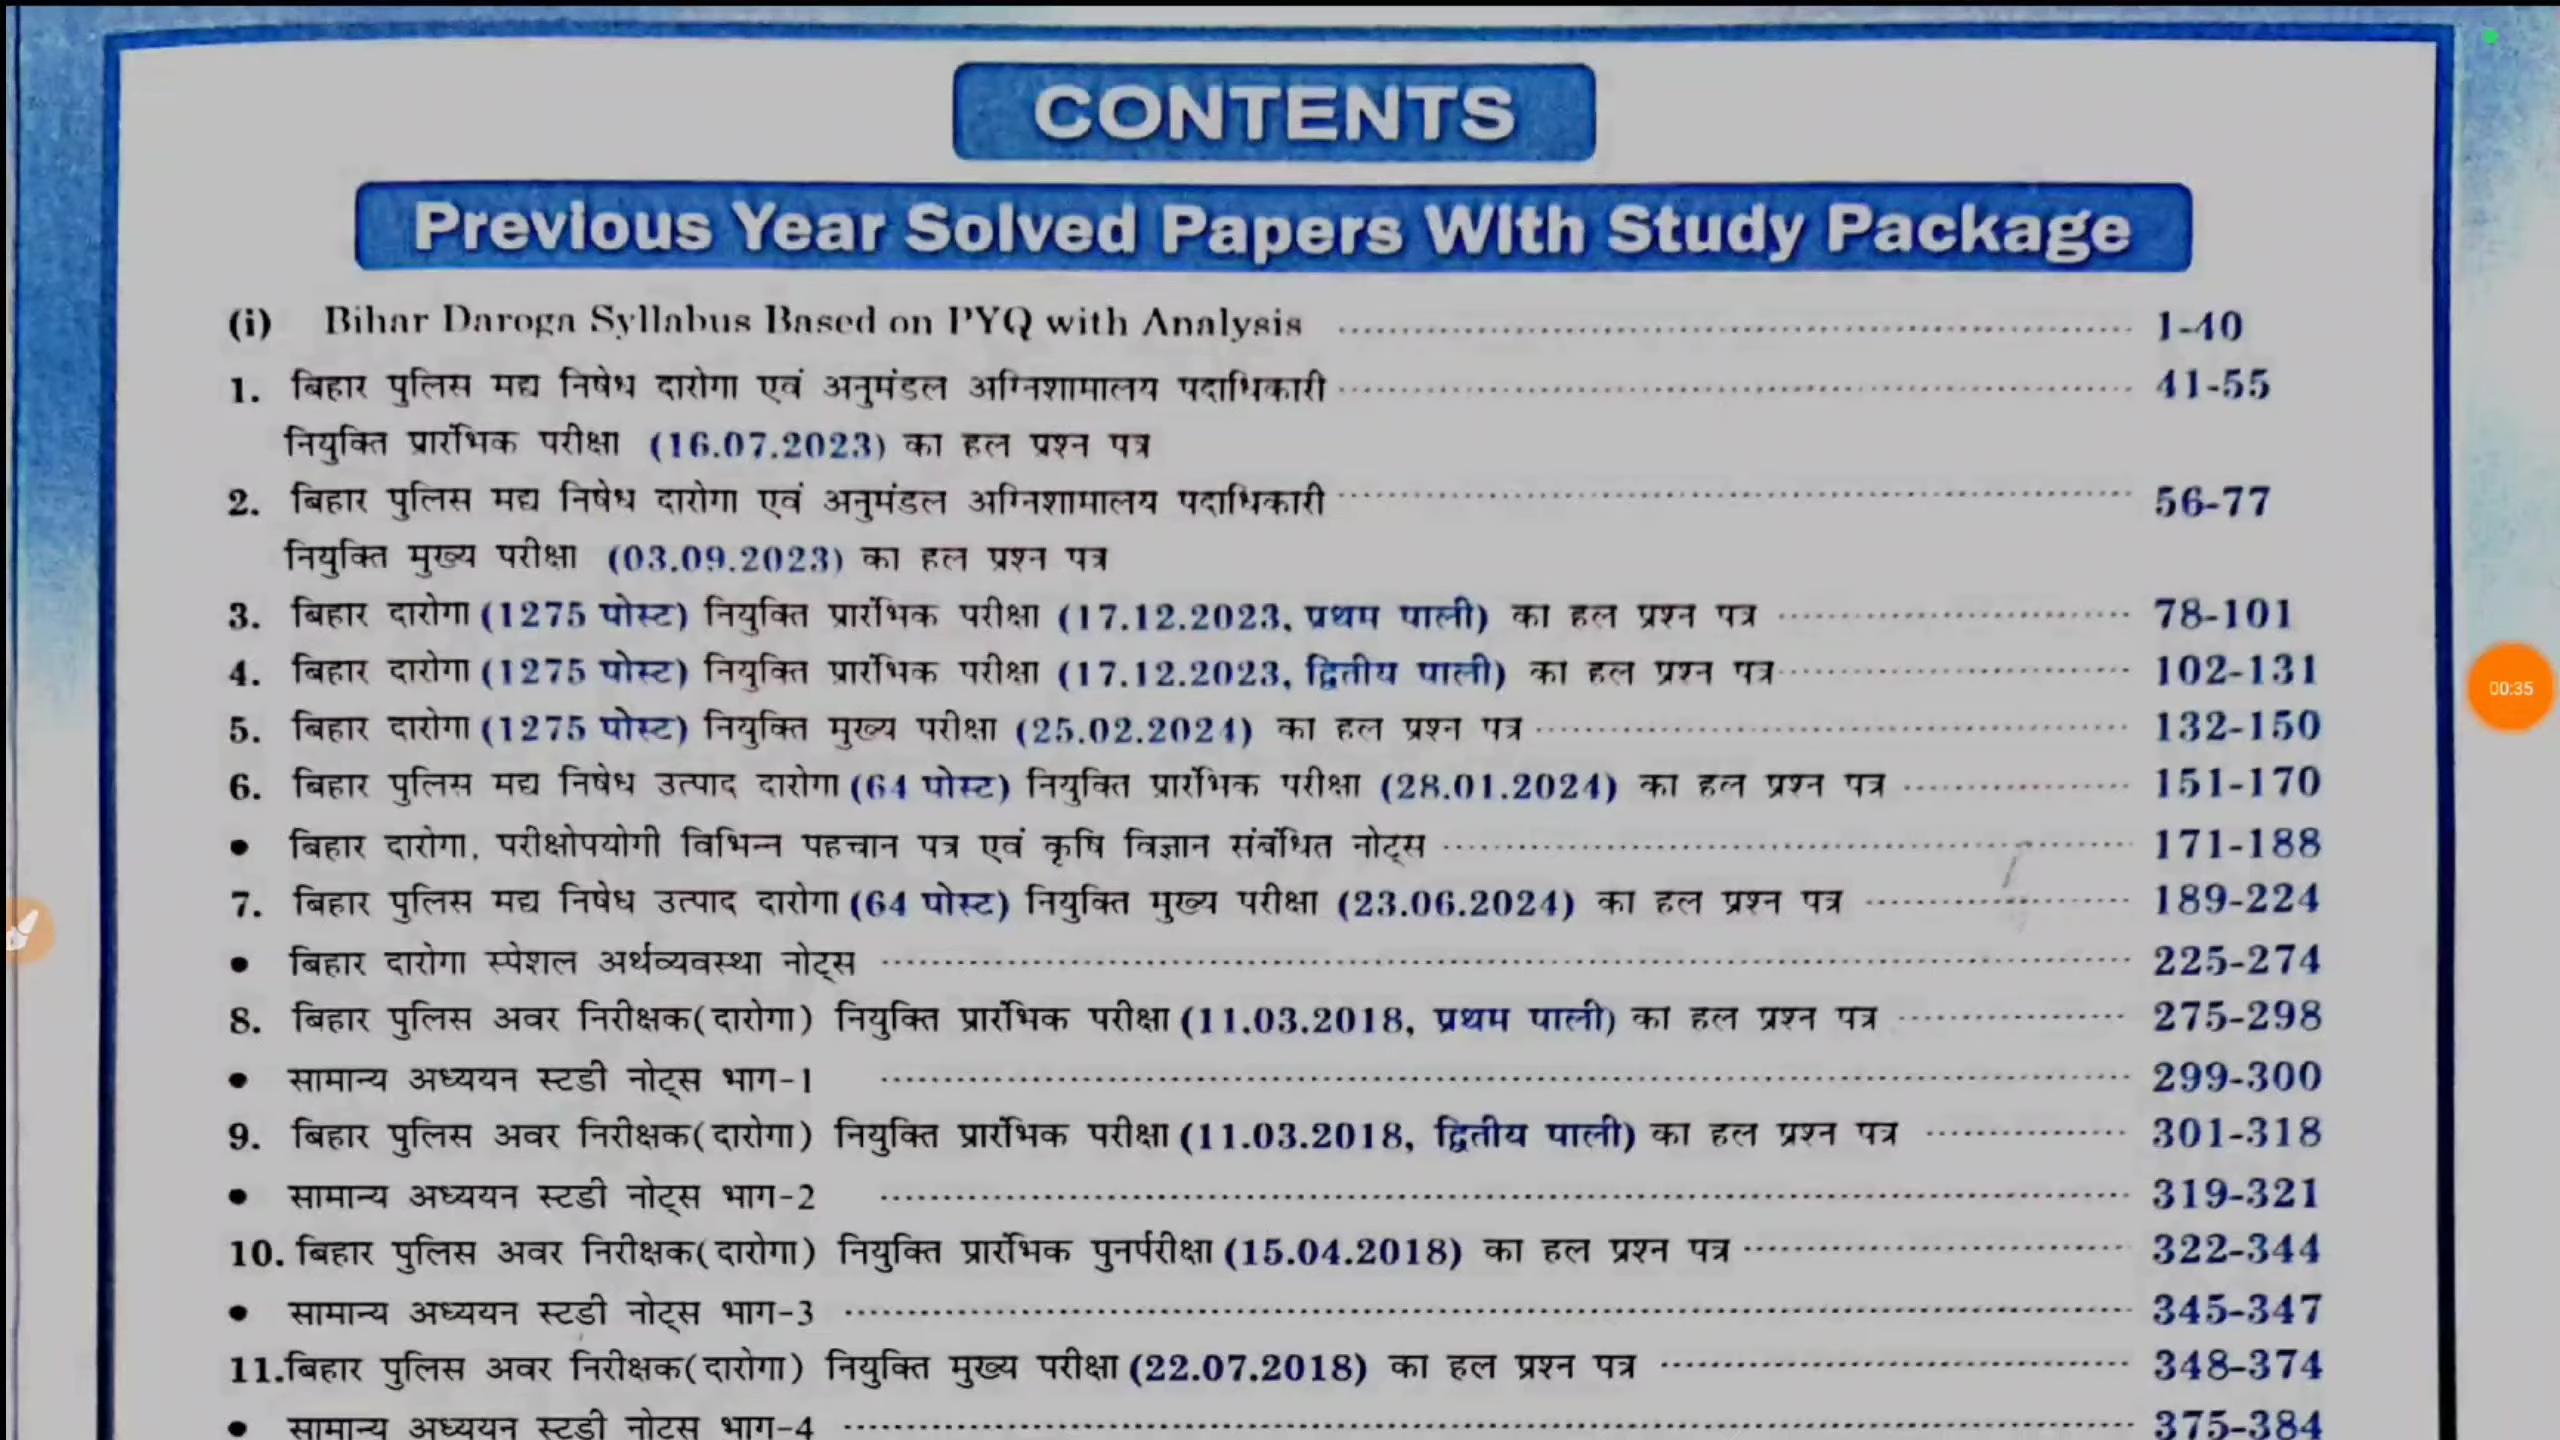 CONTENTS
Previous Year Solved Papers With Study Package
(i) Bihar Daroga Syllabus Based on PYQ with Analysis 1-40
1. बिहार पुलिस मद्य निषेध दारोगा एवं अनुमंडल अग्निशामालय पदाधिकारी 41-55
नियुक्ति प्रारंभिक परीक्षा (16.07.2023) का हल प्रश्न पत्र
2. बिहार पुलिस मद्य निषेध दारोगा एवं अनुमंडल अग्निशामालय पदाधिकारी 56-77
नियुक्ति मुख्य परीक्षा (03.09.2023) का हल प्रश्न पत्र
3. बिहार दारोगा (1275 पोस्ट) नियुक्ति प्रारंभिक परीक्षा (17.12.2023, प्रथम पाली) का हल प्रश्न पत्र 78-101
4. बिहार दारोगा (1275 पोस्ट) नियुक्ति प्रारंभिक परीक्षा (17.12.2023, द्वितीय पाली) का हल प्रश्न पत्र 102-131
5. बिहार दारोगा (1275 पोस्ट) नियुक्ति मुख्य परीक्षा (25.02.2024) का हल प्रश्न पत्र 132-150
6. बिहार पुलिस मद्य निषेध उत्पाद दारोगा (64 पोस्ट) नियुक्ति प्रारंभिक परीक्षा (28.01.2024) का हल प्रश्न पत्र 151-170
• बिहार दारोगा, परीक्षोपयोगी विभिन्न पहचान पत्र एवं कृषि विज्ञान संबंधित नोट्स 171-188
7. बिहार पुलिस मद्य निषेध उत्पाद दारोगा (64 पोस्ट) नियुक्ति मुख्य परीक्षा (23.06.2024) का हल प्रश्न पत्र 189-224
• बिहार दारोगा स्पेशल अर्थव्यवस्था नोट्स 225-274
8. बिहार पुलिस अवर निरीक्षक(दारोगा) नियुक्ति प्रारंभिक परीक्षा (11.03.2018, प्रथम पाली) का हल प्रश्न पत्र 275-298
• सामान्य अध्ययन स्टडी नोट्स भाग-1 299-300
9. बिहार पुलिस अवर निरीक्षक(दारोगा) नियुक्ति प्रारंभिक परीक्षा (11.03.2018, द्वितीय पाली) का हल प्रश्न पत्र 301-318
• सामान्य अध्ययन स्टडी नोट्स भाग-2 319-321
10. बिहार पुलिस अवर निरीक्षक(दारोगा) नियुक्ति प्रारंभिक पुनर्परीक्षा (15.04.2018) का हल प्रश्न पत्र 322-344
• सामान्य अध्ययन स्टडी नोट्स भाग-3 345-347
11.बिहार पुलिस अवर निरीक्षक(दारोगा) नियुक्ति मुख्य परीक्षा (22.07.2018) का हल प्रश्न पत्र 348-374
• सामान्य अध्ययन स्टडी नोट्स भाग-4 375-384
00:35